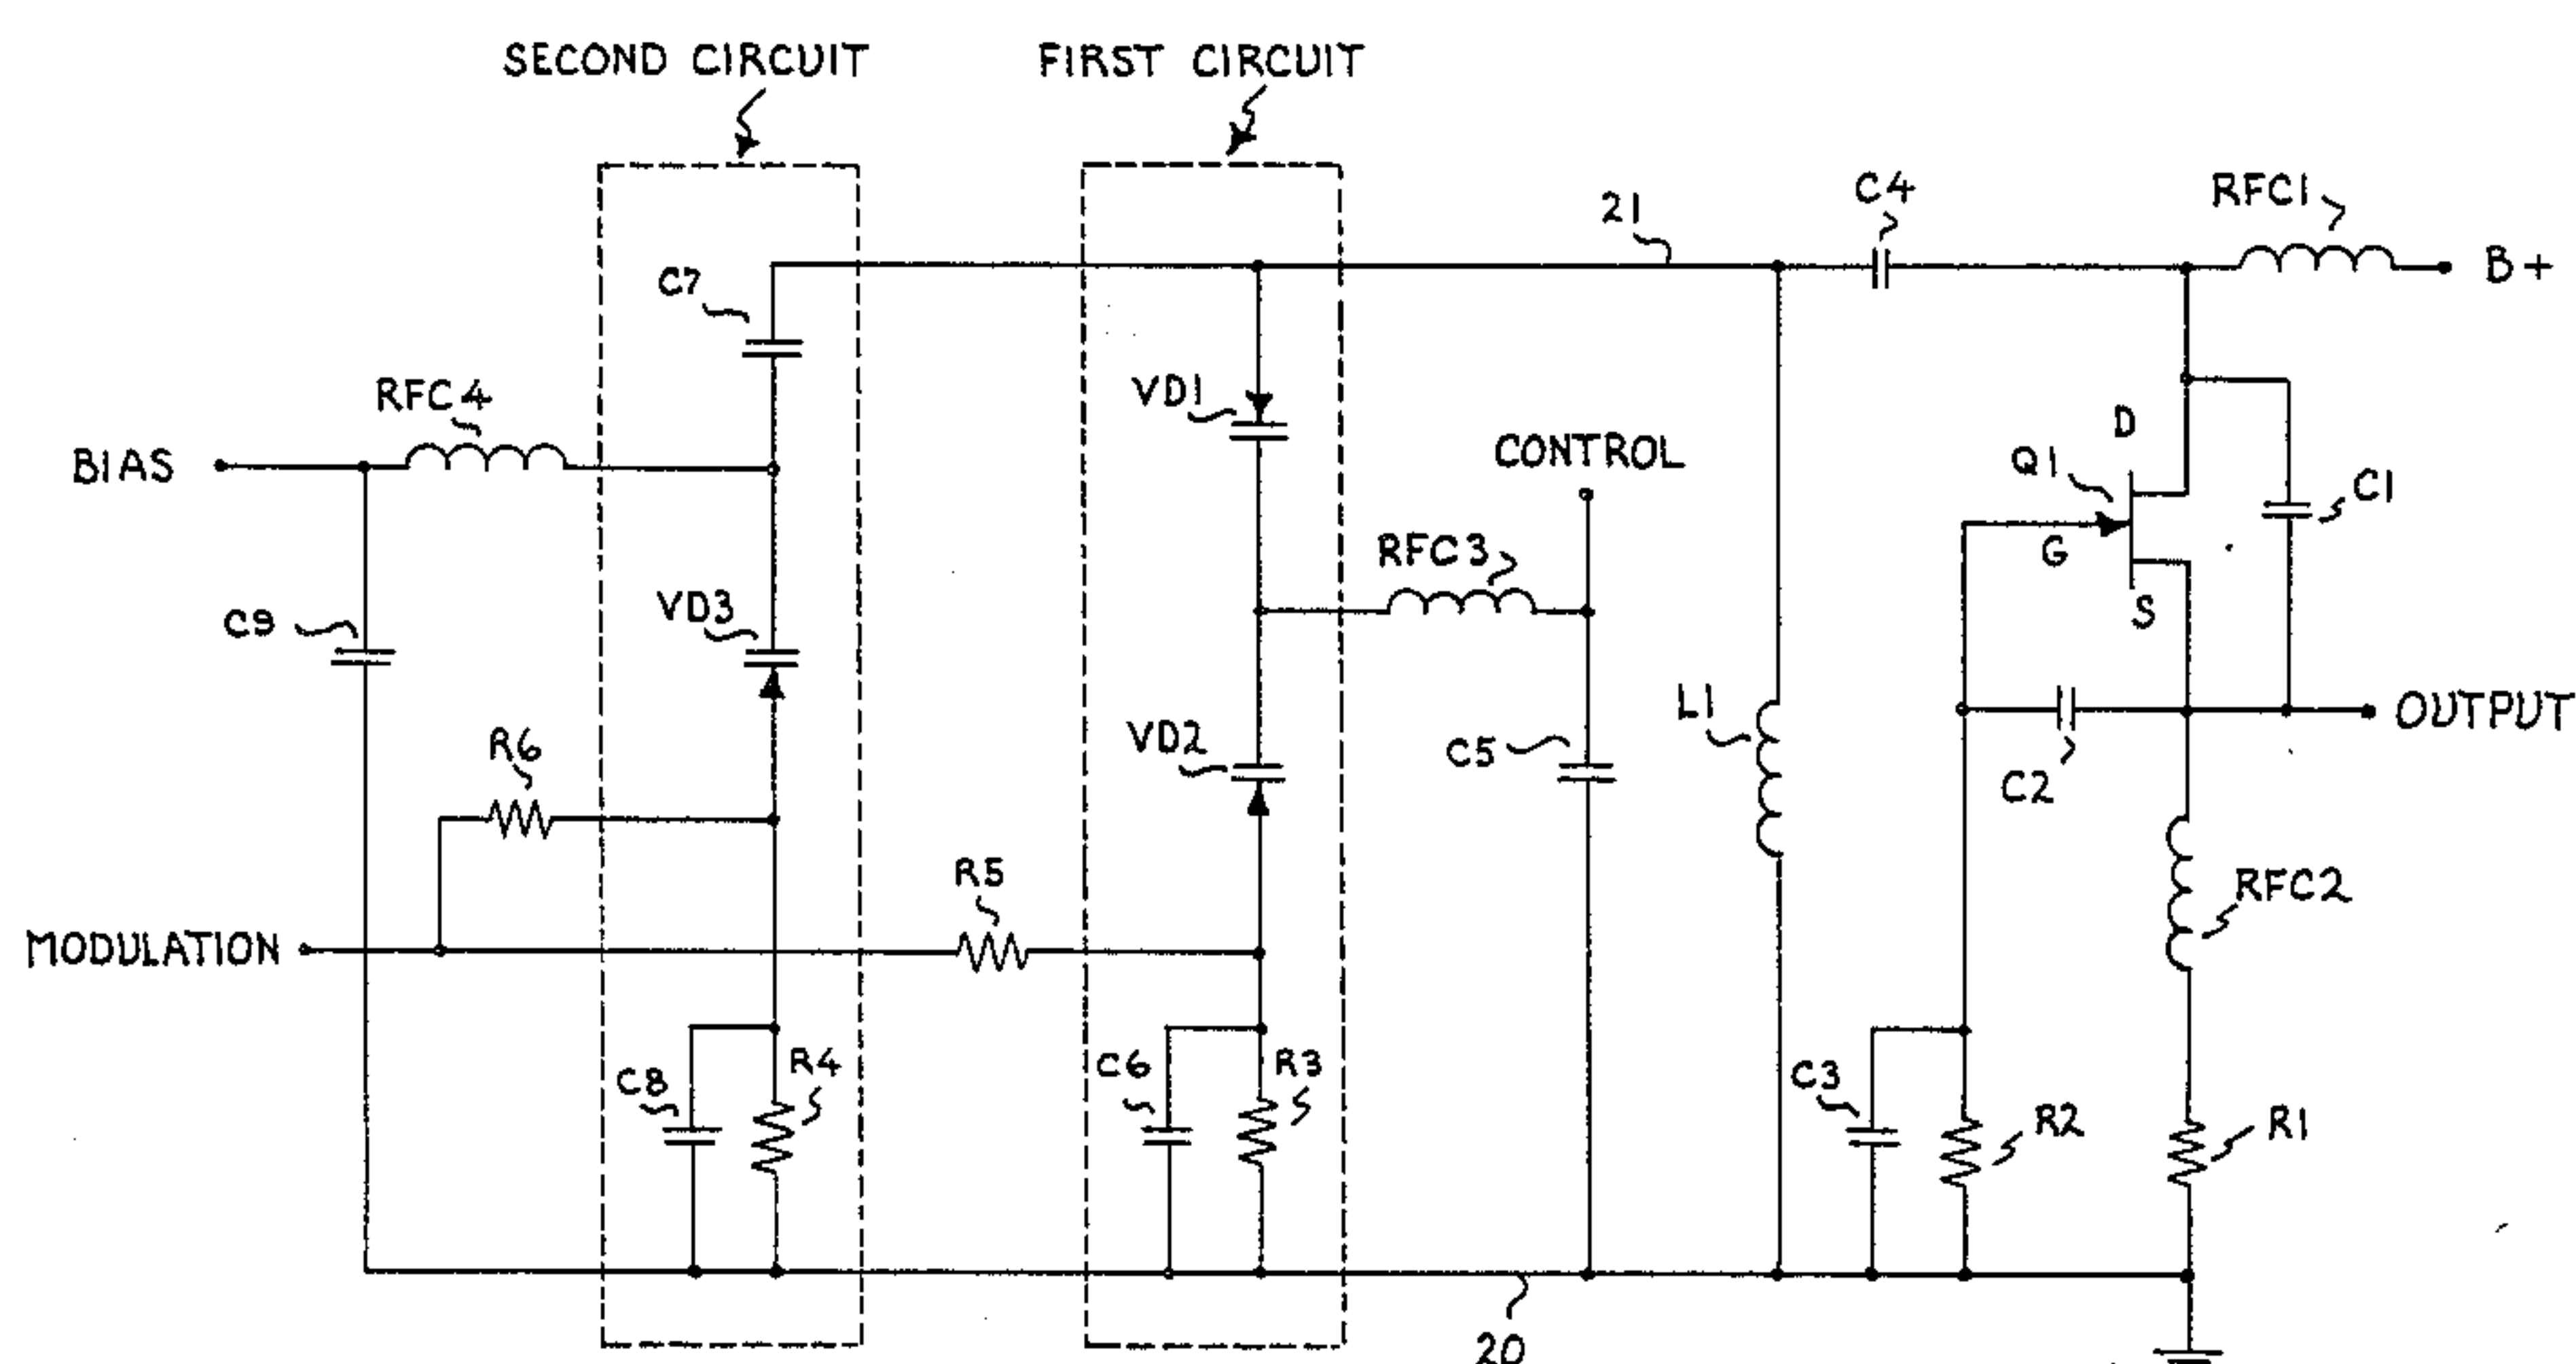 SECOND CIRCUIT
FIRST CIRCUIT
21
C4
RFC1
B+
C7
RFC4
VD1
CONTROL
D
Q1
C1
BIAS
G
RFC3
VD3
S
C9
R6
VD2
C5
L1
C2
OUTPUT
R5
RFC2
MODULATION
C8
R4
C6
R3
C3
R2
R1
20